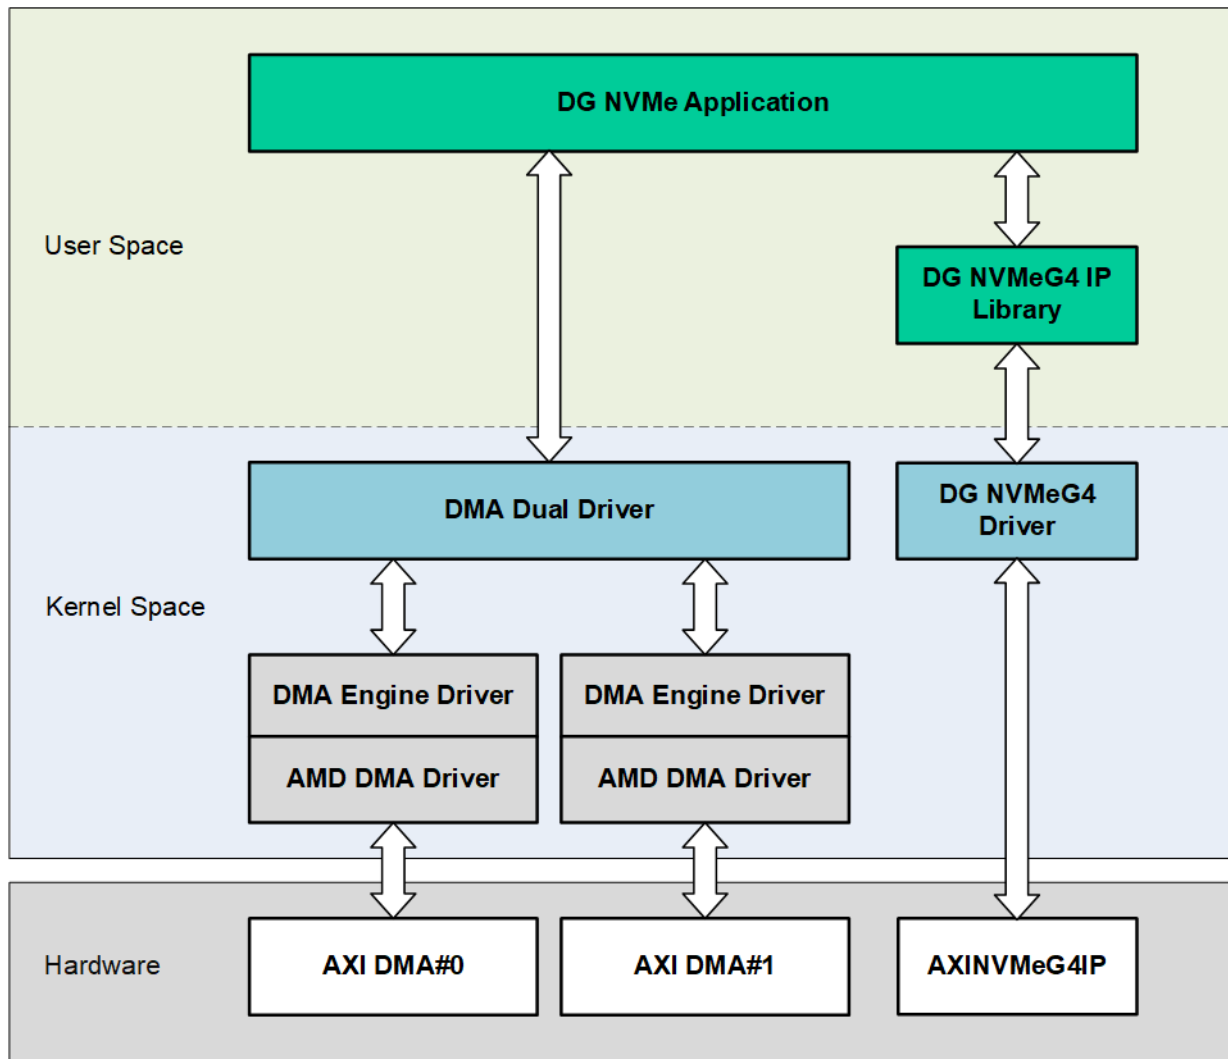 DG NVMe Application
User Space
DG NVMeG4 IP
Library
DMA Dual Driver
DG NVMeG4
Driver
Kernel Space
DMA Engine Driver
DMA Engine Driver
AMD DMA Driver
AMD DMA Driver
Hardware
AXI DMA#0
AXI DMA#1
AXINVMeG4IP